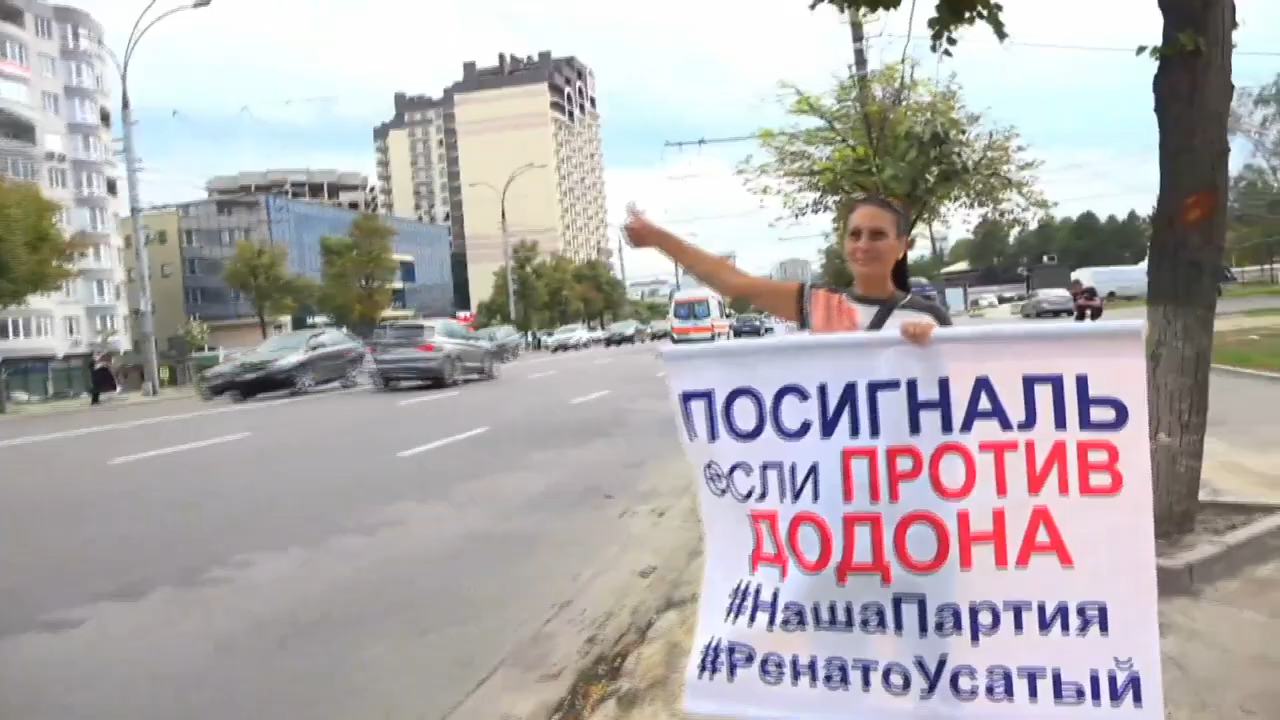 ПОСИГНАЛЬ
если ПРОТИВ
ДОДОНА
#НашаПартия
#РенатоУсатый